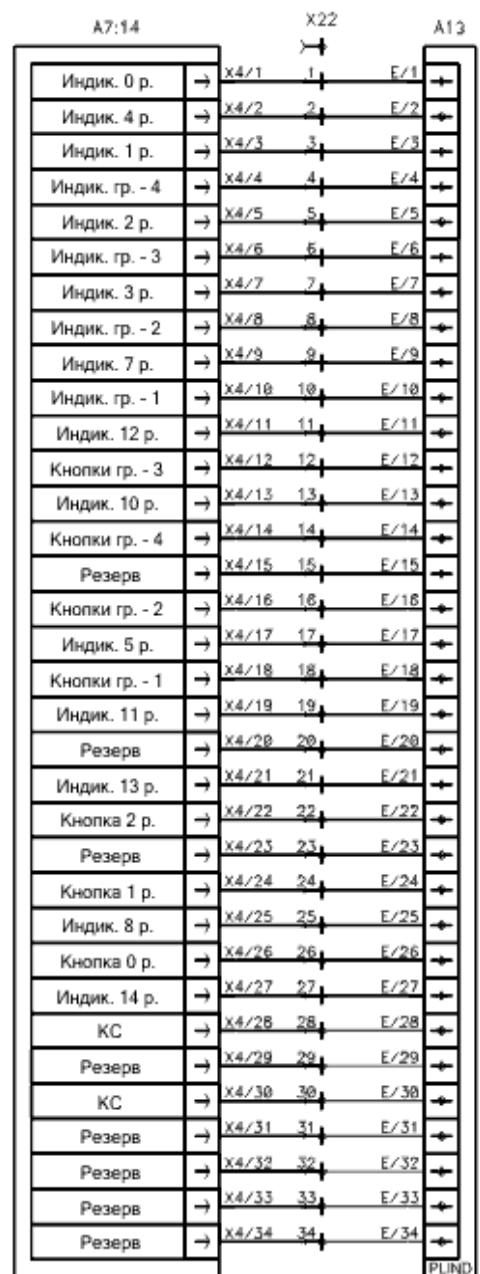 A7:14 X22 A13
Индик. 0 р. X4/1 1 E/1
Индик. 4 р. X4/2 2 E/2
Индик. 1 р. X4/3 3 E/3
Индик. гр. - 4 X4/4 4 E/4
Индик. 2 р. X4/5 5 E/5
Индик. гр. - 3 X4/6 6 E/6
Индик. 3 р. X4/7 7 E/7
Индик. гр. - 2 X4/8 8 E/8
Индик. 7 р. X4/9 9 E/9
Индик. гр. - 1 X4/10 10 E/10
Индик. 12 р. X4/11 11 E/11
Кнопки гр. - 3 X4/12 12 E/12
Индик. 10 р. X4/13 13 E/13
Кнопки гр. - 4 X4/14 14 E/14
Резерв X4/15 15 E/15
Кнопки гр. - 2 X4/16 16 E/16
Индик. 5 р. X4/17 17 E/17
Кнопки гр. - 1 X4/18 18 E/18
Индик. 11 р. X4/19 19 E/19
Резерв X4/20 20 E/20
Индик. 13 р. X4/21 21 E/21
Кнопка 2 р. X4/22 22 E/22
Резерв X4/23 23 E/23
Кнопка 1 р. X4/24 24 E/24
Индик. 8 р. X4/25 25 E/25
Кнопка 0 р. X4/26 26 E/26
Индик. 14 р. X4/27 27 E/27
КС X4/28 28 E/28
Резерв X4/29 29 E/29
КС X4/30 30 E/30
Резерв X4/31 31 E/31
Резерв X4/32 32 E/32
Резерв X4/33 33 E/33
Резерв X4/34 34 E/34
PLIND